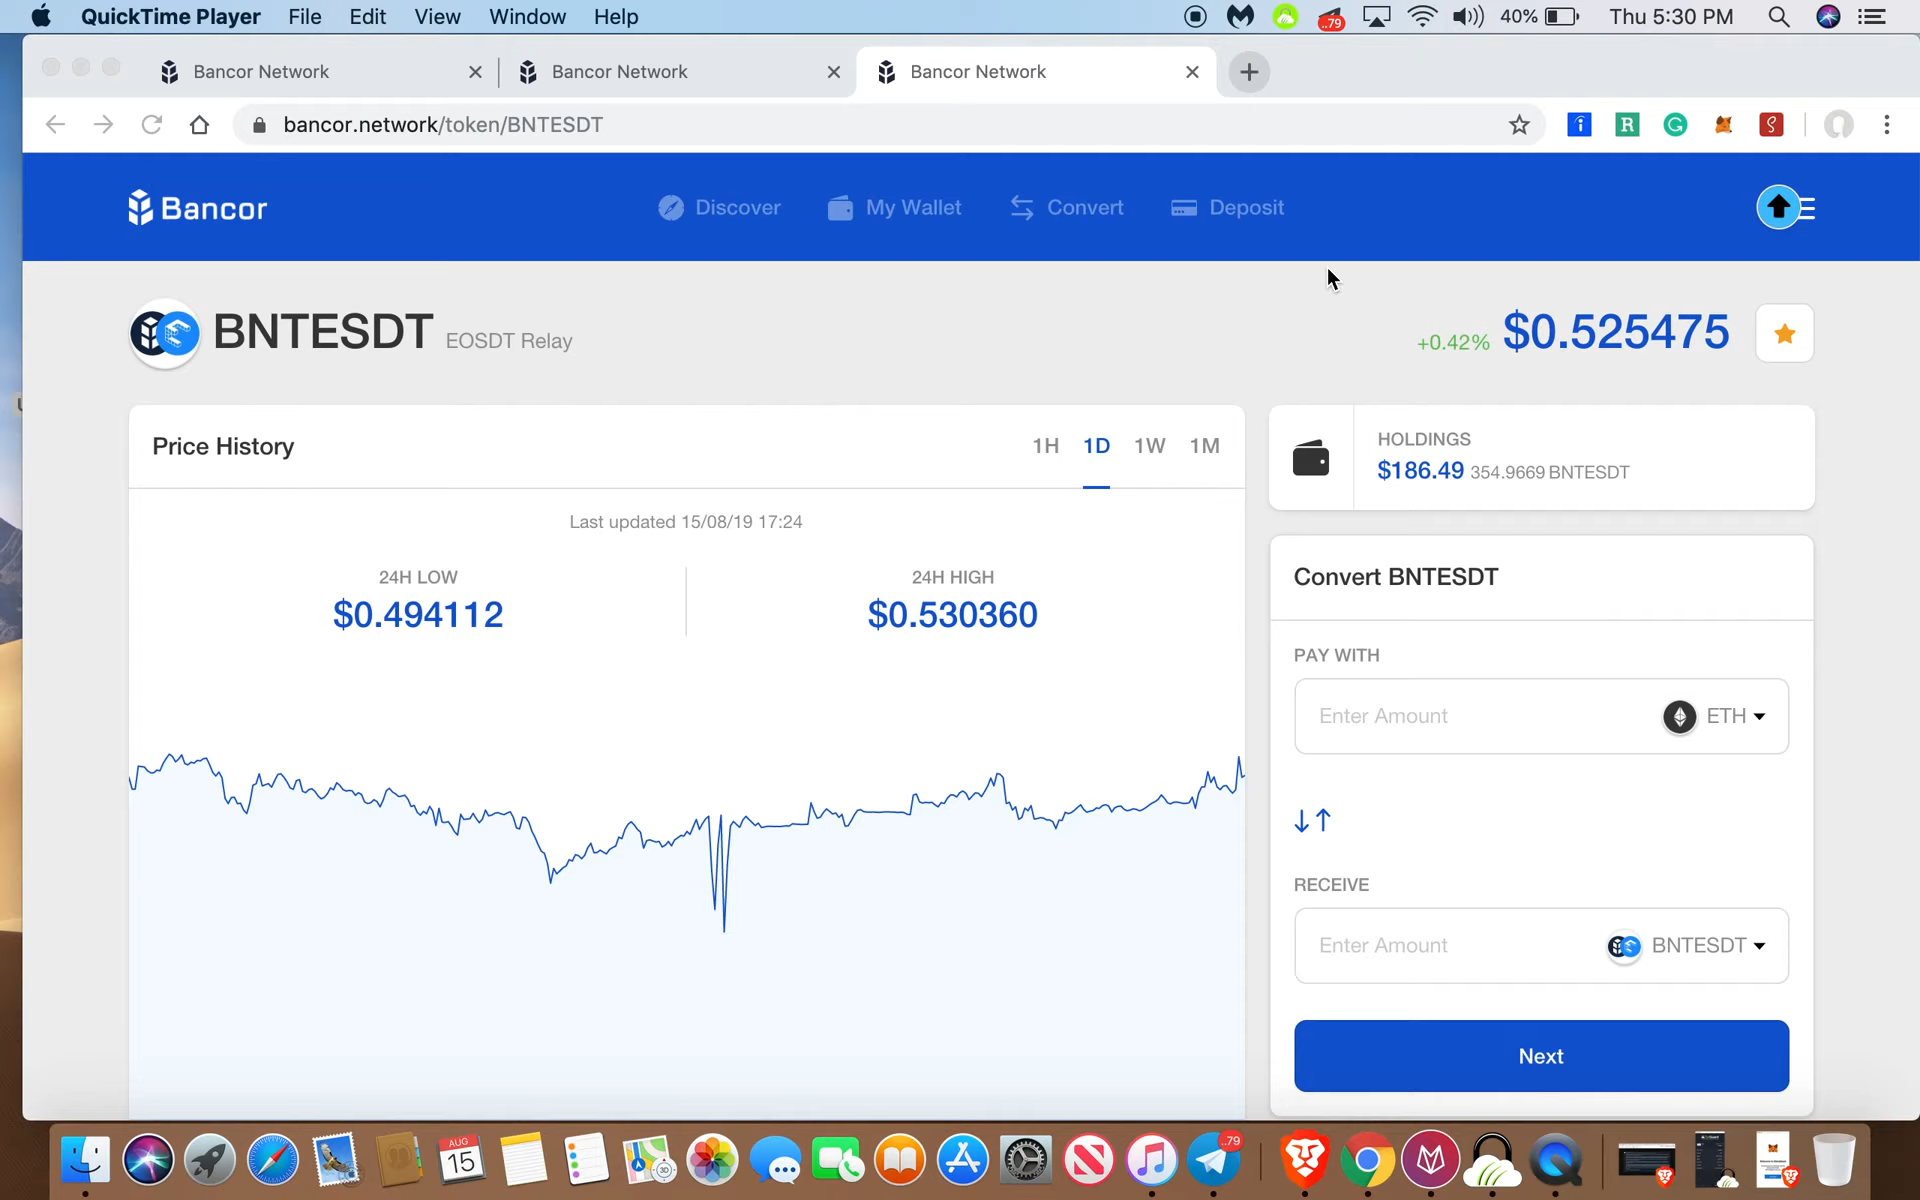 QuickTime Player File Edit View Window Help ..79 40% Thu 5:30 PM
Bancor Network Bancor Network Bancor Network
bancor.network/token/BNTESDT
Bancor Discover My Wallet Convert Deposit
BNTESDT EOSDT Relay +0.42% $0.525475
Price History 1H 1D 1W 1M
HOLDINGS
$186.49 354.9669 BNTESDT
Last updated 15/08/19 17:24
24H LOW 24H HIGH
$0.494112 $0.530360
Convert BNTESDT
PAY WITH
Enter Amount ETH
RECEIVE
Enter Amount BNTESDT
Next
AUG
15
3D
..79